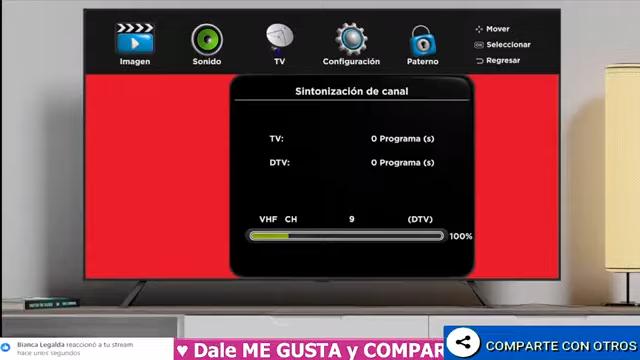 Imagen
Sonido
TV
Configuración
Paterno
Mover
OK Seleccionar
Regresar
Sintonización de canal
TV: 0 Programa (s)
DTV: 0 Programa (s)
VHF CH 9 (DTV)
100%
Bianca Legalda reaccionó a tu stream
hace unos segundos
♥ Dale ME GUSTA y COMPAR
COMPARTE CON OTROS